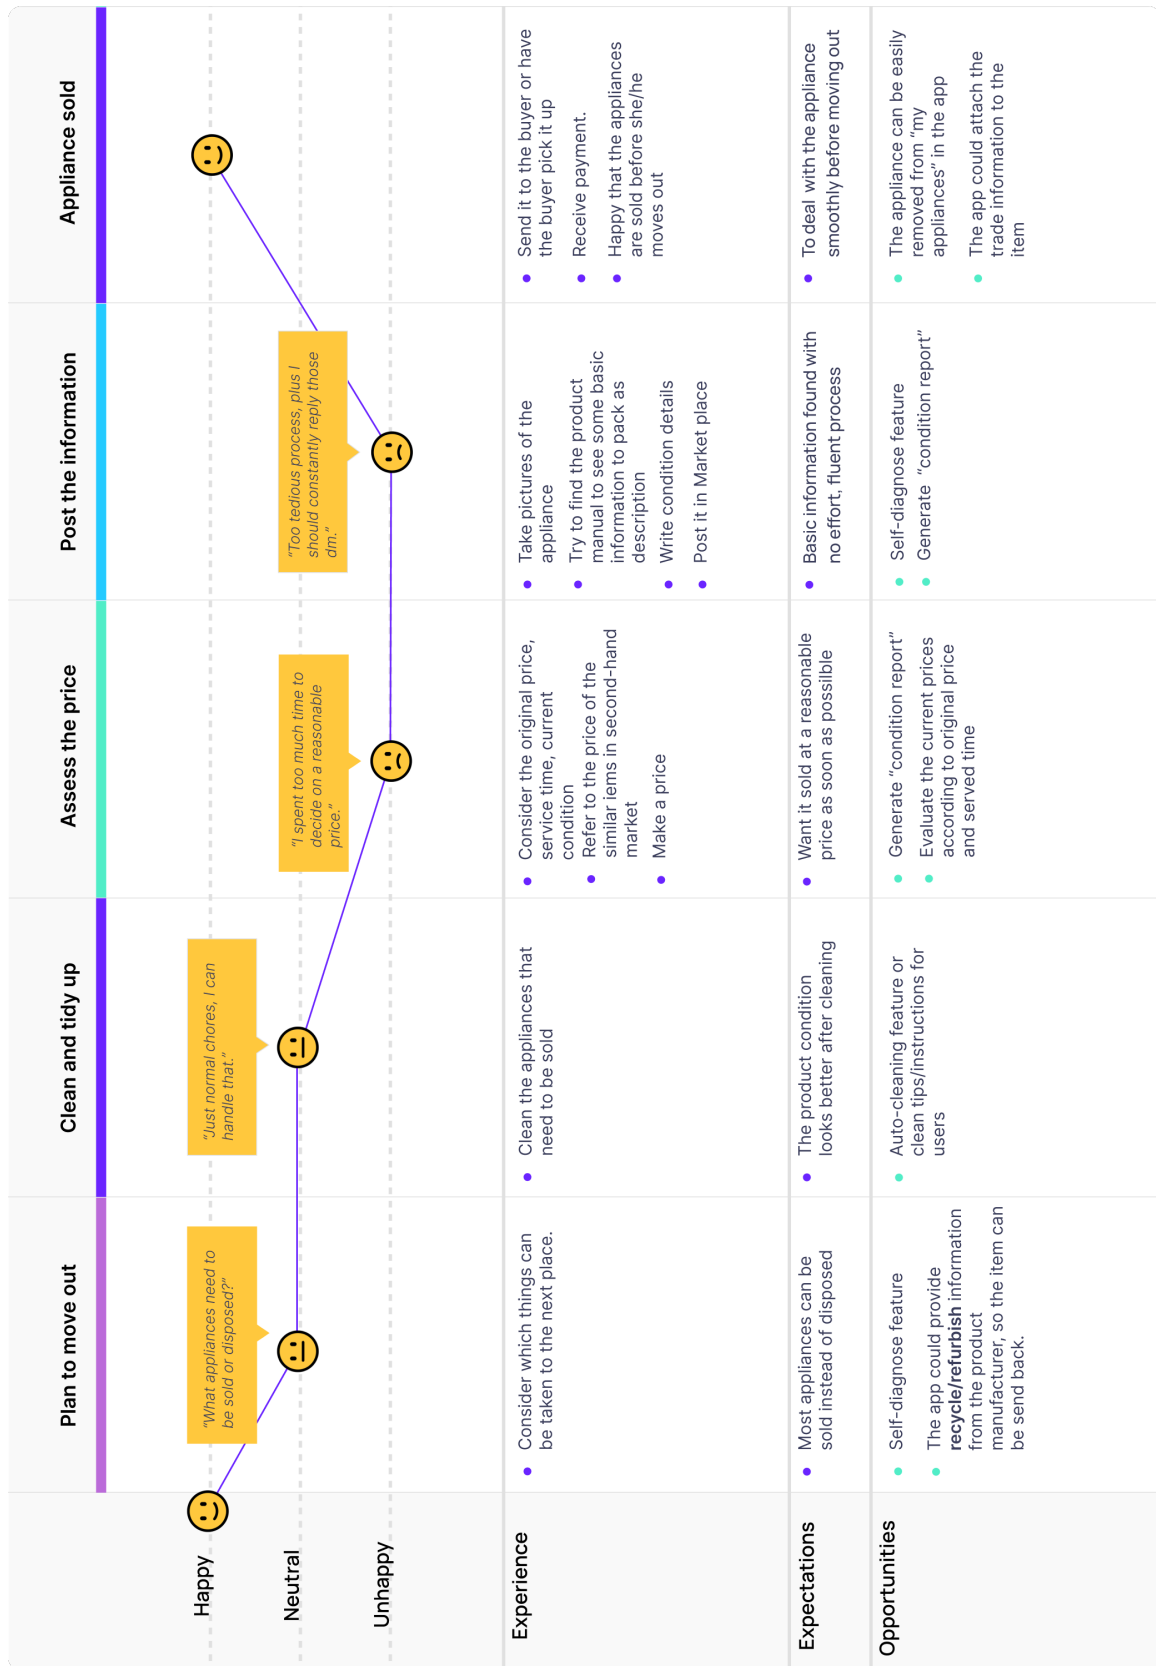 Plan to move out
Clean and tidy up
Assess the price
Post the information
Appliance sold
Happy
Neutral
Unhappy
“What appliances need to
be sold or disposed?”
“Just normal chores, I can
handle that.”
“I spent too much time to
decide on a reasonable
price.”
“Too tedious process, plus I
should constantly reply those
dm.”
Experience
Consider which things can
be taken to the next place.
Clean the appliances that
need to be sold
Consider the original price,
service time, current
condition
Refer to the price of the
similar iems in second-hand
market
Make a price
Take pictures of the
appliance
Try to find the product
manual to see some basic
information to pack as
description
Write condition details
Post it in Market place
Send it to the buyer or have
the buyer pick it up
Receive payment.
Happy that the appliances
are sold before she/he
moves out
Expectations
Most appliances can be
sold instead of disposed
The product condition
looks better after cleaning
Want it sold at a reasonable
price as soon as possilble
Basic information found with
no effort, fluent process
To deal with the appliance
smoothly before moving out
Opportunities
Self-diagnose feature
The app could provide
recycle/refurbish information
from the product
manufacturer, so the item can
be send back.
Auto-cleaning feature or
clean tips/instructions for
users
Generate “condition report”
Evaluate the current prices
according to original price
and served time
Self-diagnose feature
Generate “condition report”
The appliance can be easily
removed from “my
appliances” in the app
The app could attach the
trade information to the
item